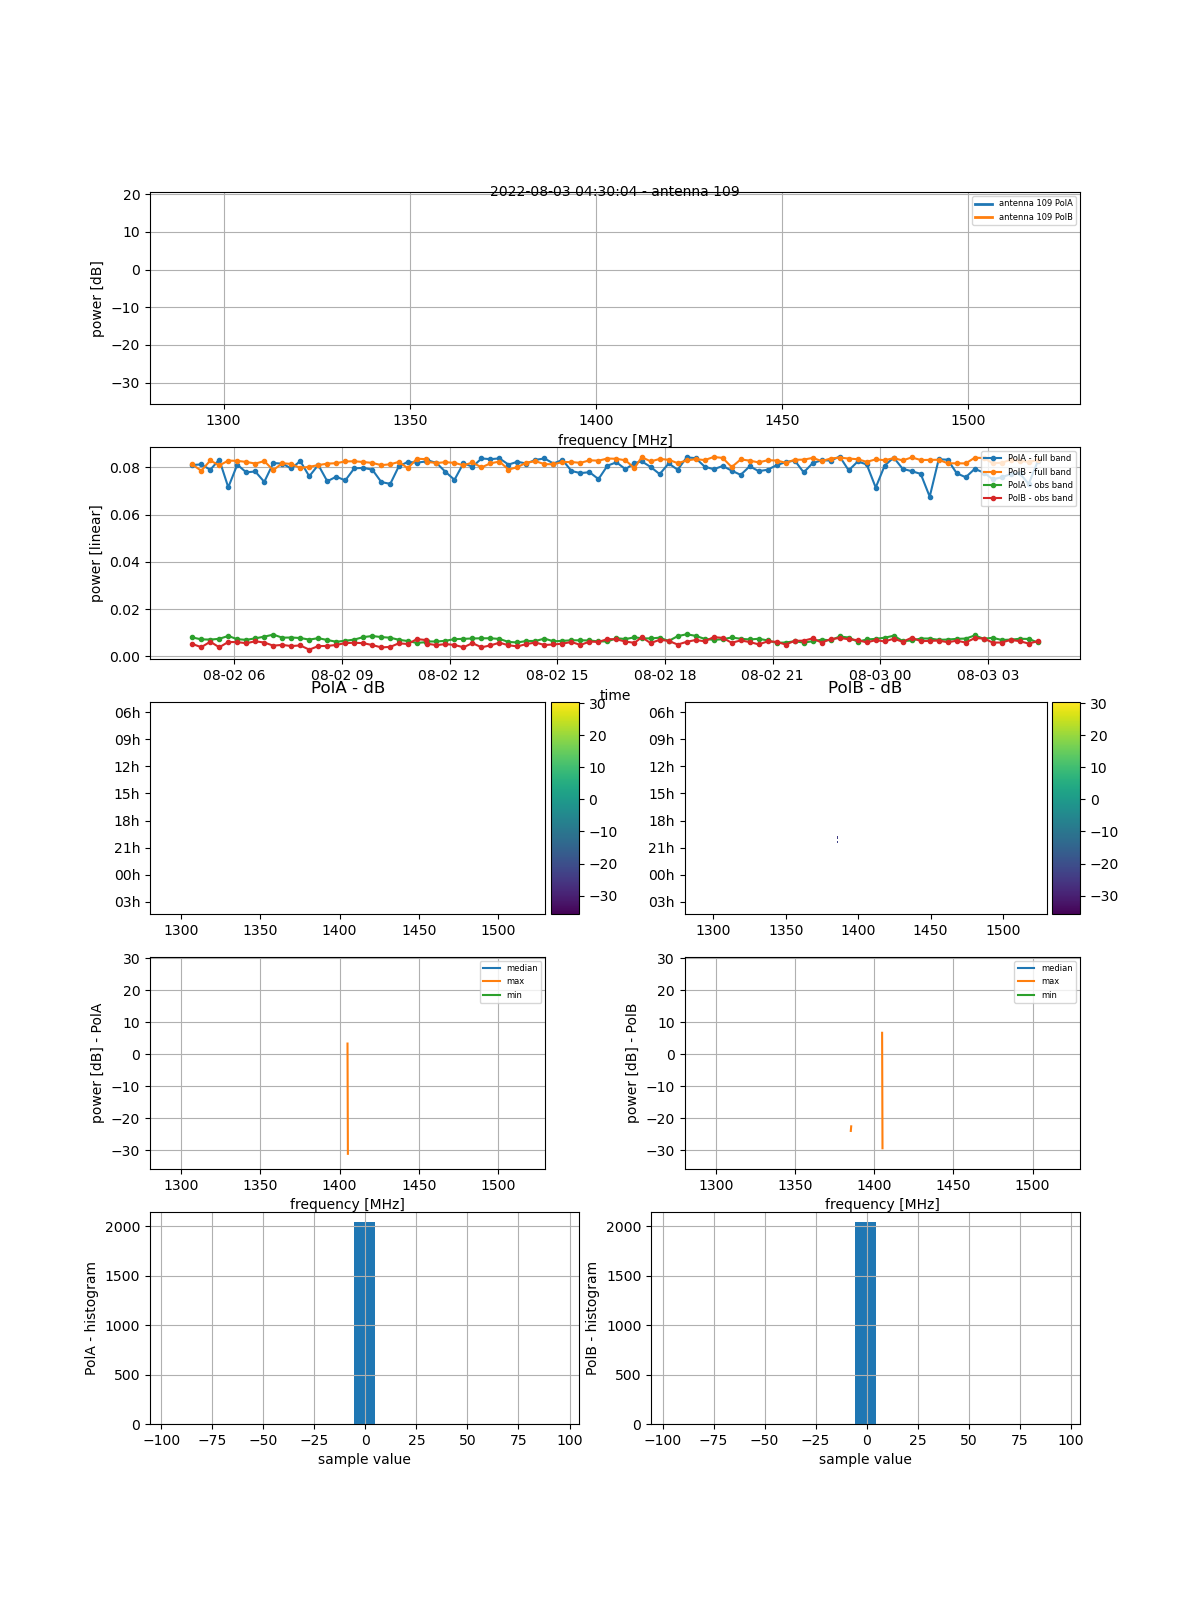 2022-08-03 04:30:04 - antenna 109
20
10
0
−10
−20
−30
power [dB]
antenna 109 PolA
antenna 109 PolB
1300 1350 1400 1450 1500
frequency [MHz]
0.08
0.06
0.04
0.02
0.00
power [linear]
PolA - full band
PolB - full band
PolA - obs band
PolB - obs band
08-02 06 08-02 09 08-02 12 08-02 15 08-02 18 08-02 21 08-03 00 08-03 03
time
PolA - dB
06h
09h
12h
15h
18h
21h
00h
03h
1300 1350 1400 1450 1500
30
20
10
0
−10
−20
−30
PolB - dB
06h
09h
12h
15h
18h
21h
00h
03h
1300 1350 1400 1450 1500
30
20
10
0
−10
−20
−30
30
20
10
0
−10
−20
−30
power [dB] - PolA
median
max
min
1300 1350 1400 1450 1500
frequency [MHz]
30
20
10
0
−10
−20
−30
power [dB] - PolB
median
max
min
1300 1350 1400 1450 1500
frequency [MHz]
2000
1500
1000
500
0
PolA - histogram
−100 −75 −50 −25 0 25 50 75 100
sample value
2000
1500
1000
500
0
PolB - histogram
−100 −75 −50 −25 0 25 50 75 100
sample value